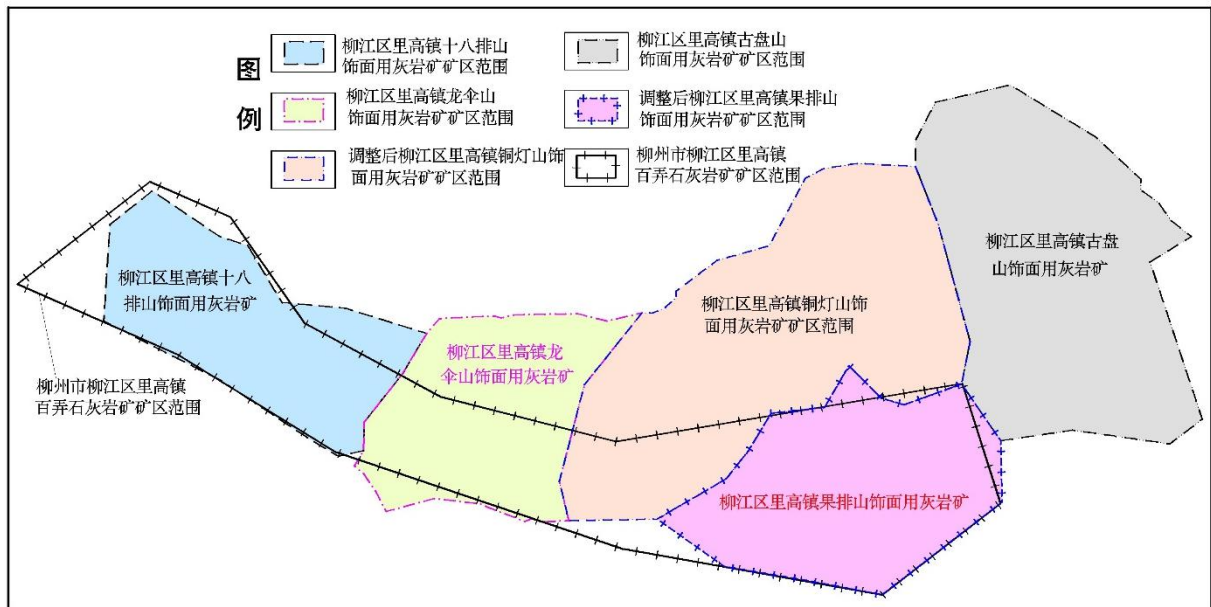 图
例
柳江区里高镇十八排山
饰面用灰岩矿矿区范围
柳江区里高镇古盘山
饰面用灰岩矿矿区范围
柳江区里高镇龙伞山
饰面用灰岩矿矿区范围
调整后柳江区里高镇果排山
饰面用灰岩矿矿区范围
调整后柳江区里高镇铜灯山饰
面用灰岩矿矿区范围
柳州市柳江区里高镇
百弄石灰岩矿矿区范围
柳江区里高镇十八
排山饰面用灰岩矿
柳江区里高镇古盘
山饰面用灰岩矿
柳江区里高镇铜灯山饰
面用灰岩矿矿区范围
柳江区里高镇龙
伞山饰面用灰岩矿
柳州市柳江区里高镇
百弄石灰岩矿矿区范围
柳江区里高镇果排山饰面用灰岩矿